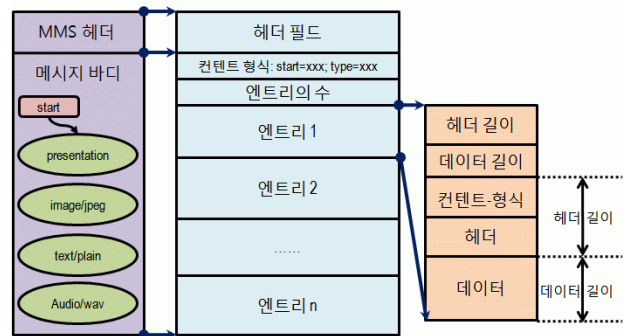 MMS 헤더
메시지 바디
start
presentation
image/jpeg
text/plain
Audio/wav
헤더 필드
컨텐트 형식: start=xxx; type=xxx
엔트리의 수
엔트리 1
엔트리 2
......
엔트리 n
헤더 길이
데이터 길이
컨텐트-형식
헤더
데이터
헤더 길이
데이터 길이